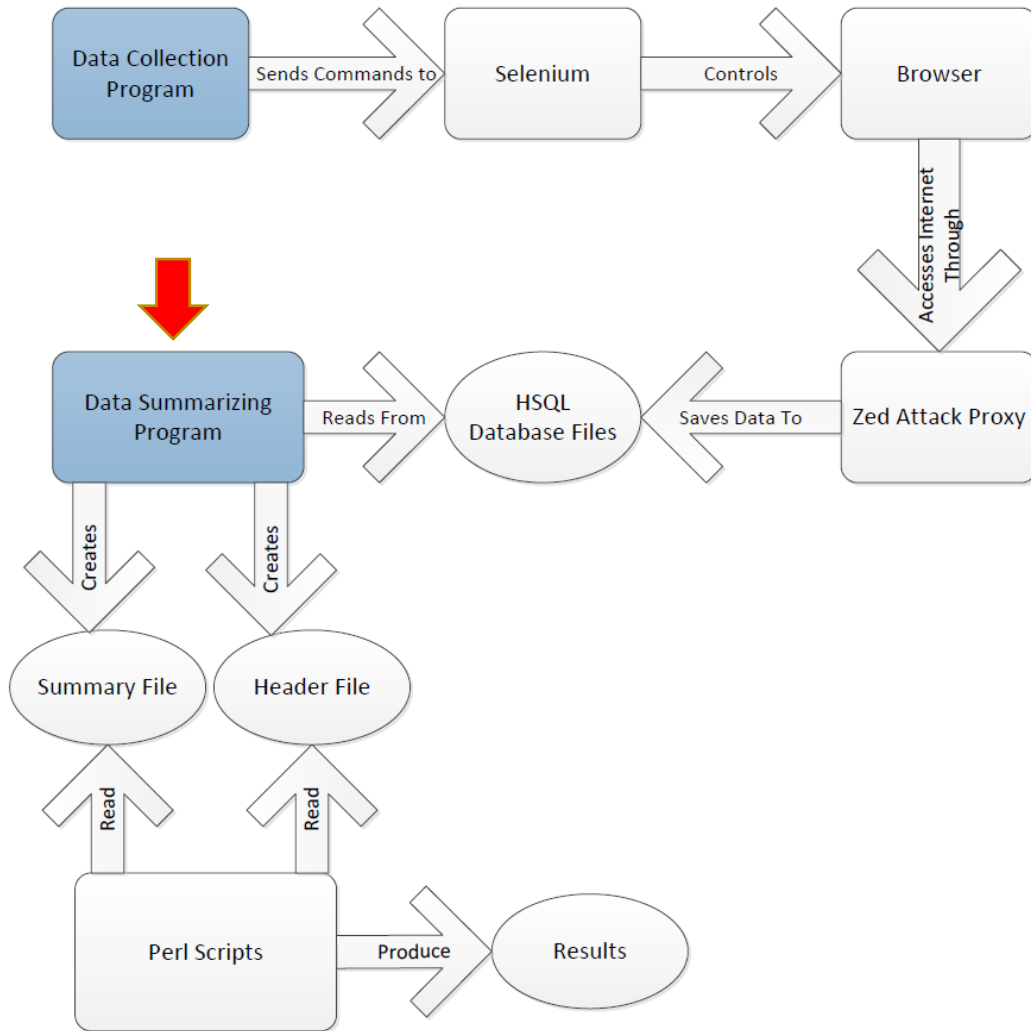 Data Collection
Program
Sends Commands to
Selenium
Controls
Browser
Accesses Internet
Through
Data Summarizing
Program
Reads From
HSQL
Database Files
Saves Data To
Zed Attack Proxy
Creates
Creates
Summary File
Header File
Read
Read
Perl Scripts
Produce
Results